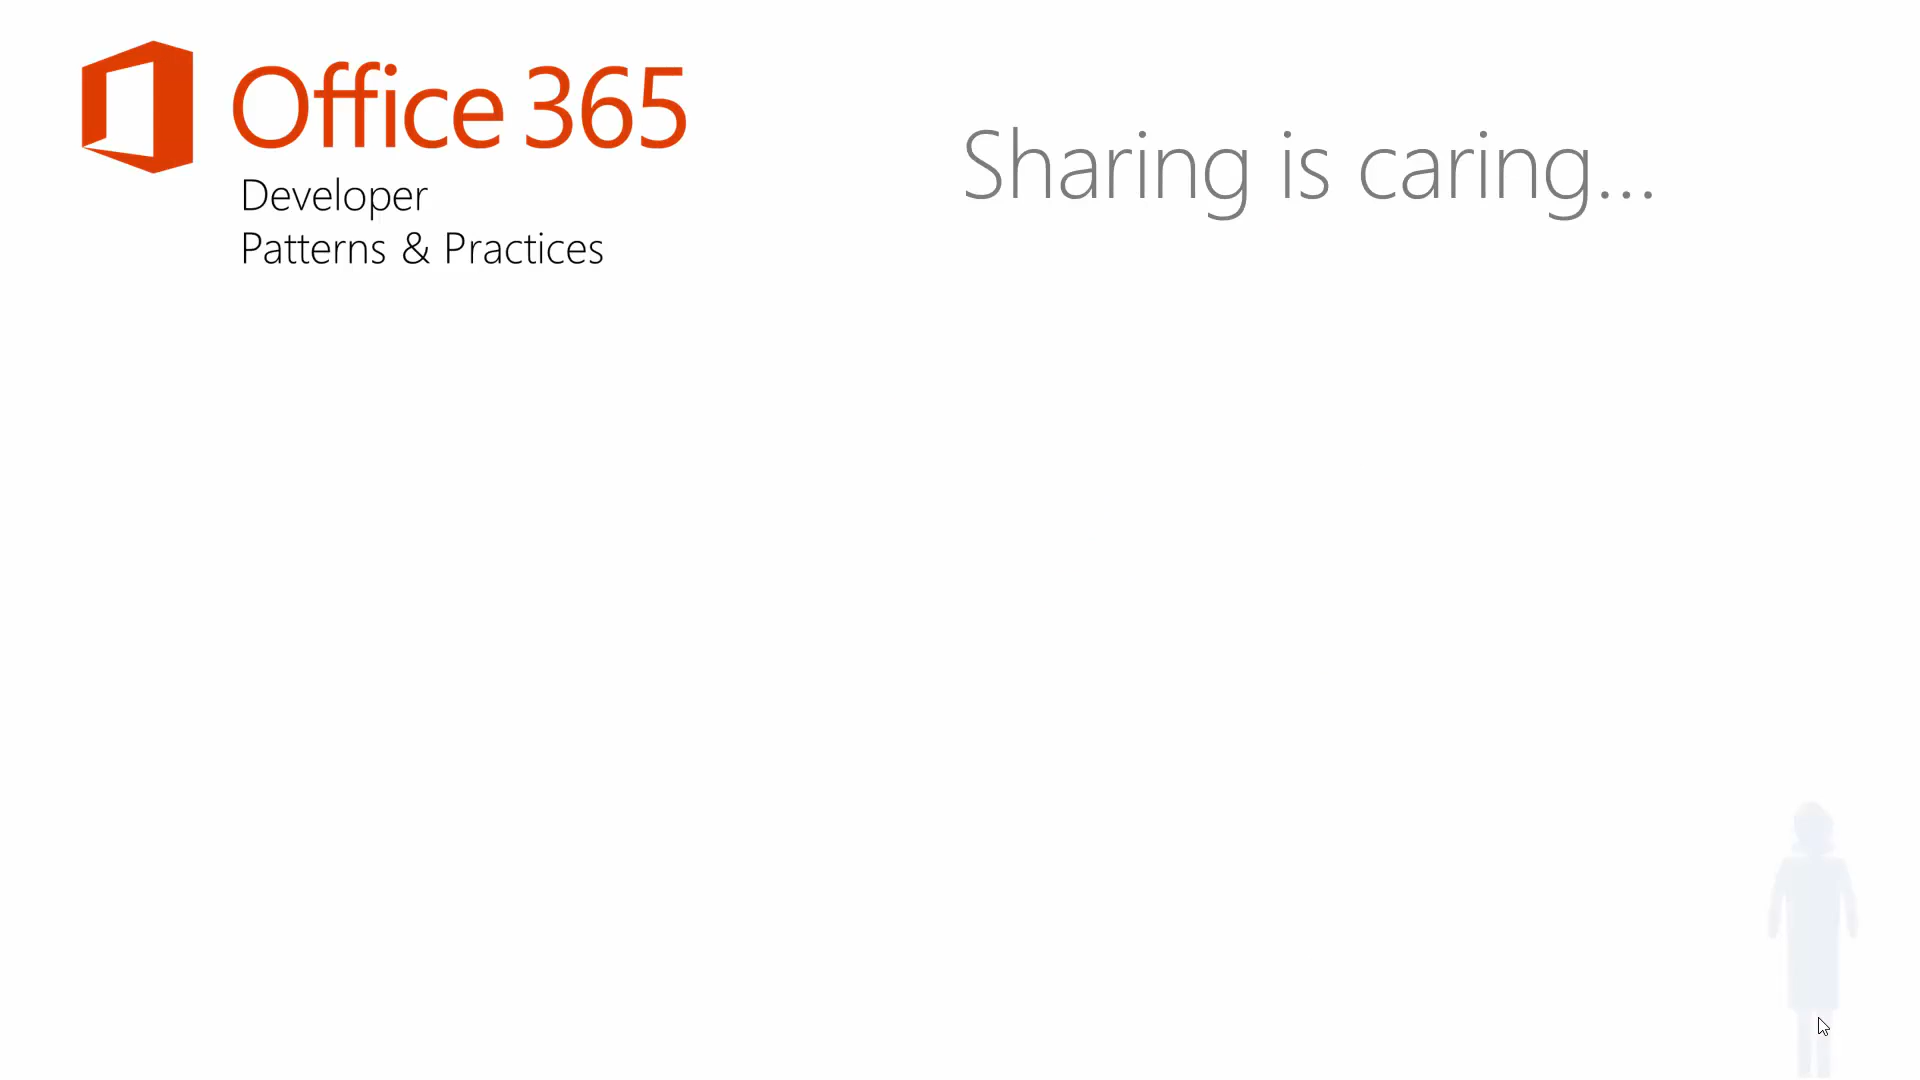 Office 365
Developer
Patterns & Practices
Sharing is caring...